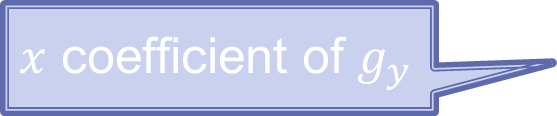 x coefficient of g_y